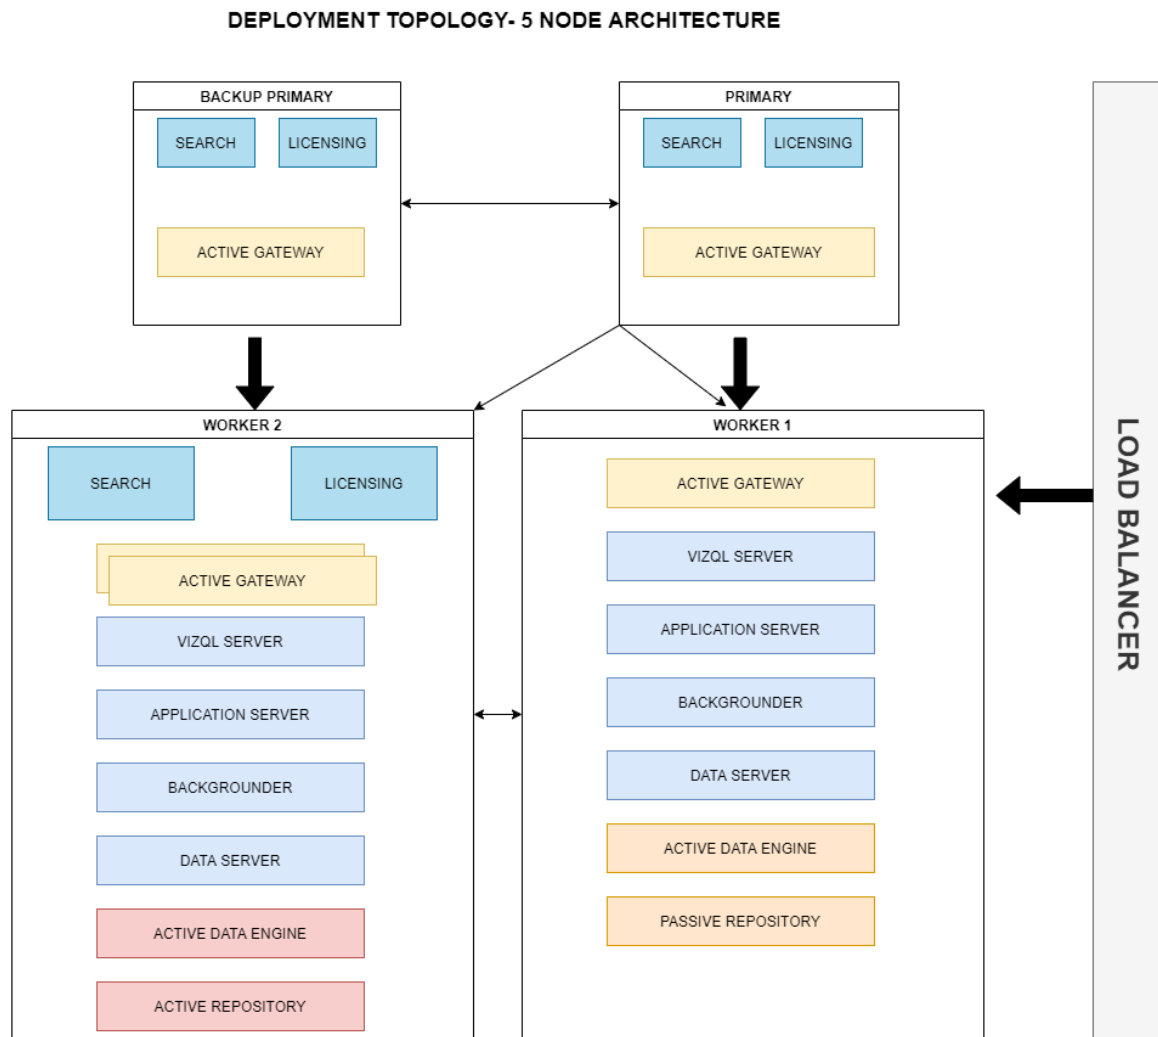 DEPLOYMENT TOPOLOGY- 5 NODE ARCHITECTURE
BACKUP PRIMARY
SEARCH
LICENSING
ACTIVE GATEWAY
PRIMARY
SEARCH
LICENSING
ACTIVE GATEWAY
WORKER 2
SEARCH
LICENSING
ACTIVE GATEWAY
VIZQL SERVER
APPLICATION SERVER
BACKGROUNDER
DATA SERVER
ACTIVE DATA ENGINE
ACTIVE REPOSITORY
WORKER 1
ACTIVE GATEWAY
VIZQL SERVER
APPLICATION SERVER
BACKGROUNDER
DATA SERVER
ACTIVE DATA ENGINE
PASSIVE REPOSITORY
LOAD BALANCER